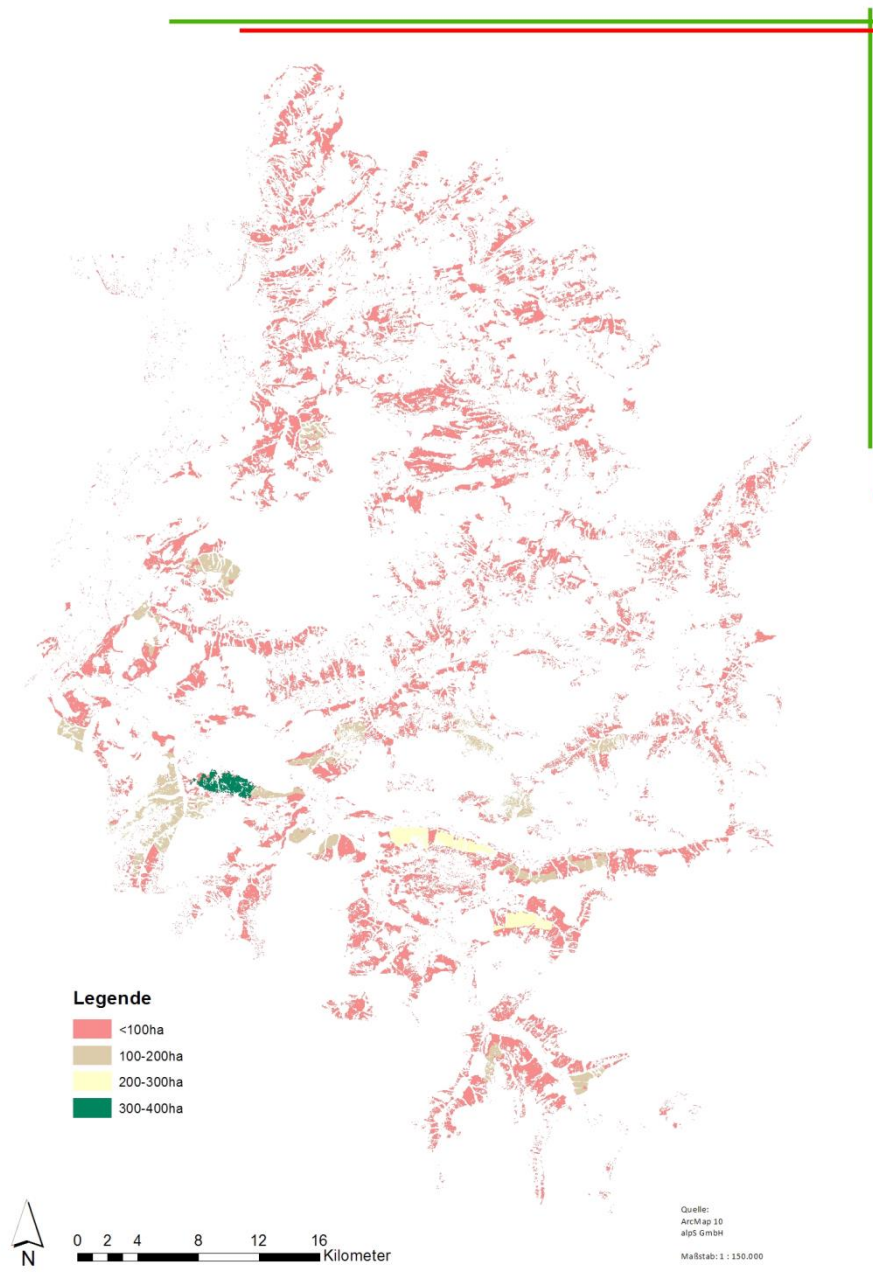 Legende
<100ha
100-200ha
200-300ha
300-400ha
N
0 2 4 8 12 16
Kilometer
Quelle:
ArcMap 10
alpS GmbH
Maßstab: 1 : 150.000